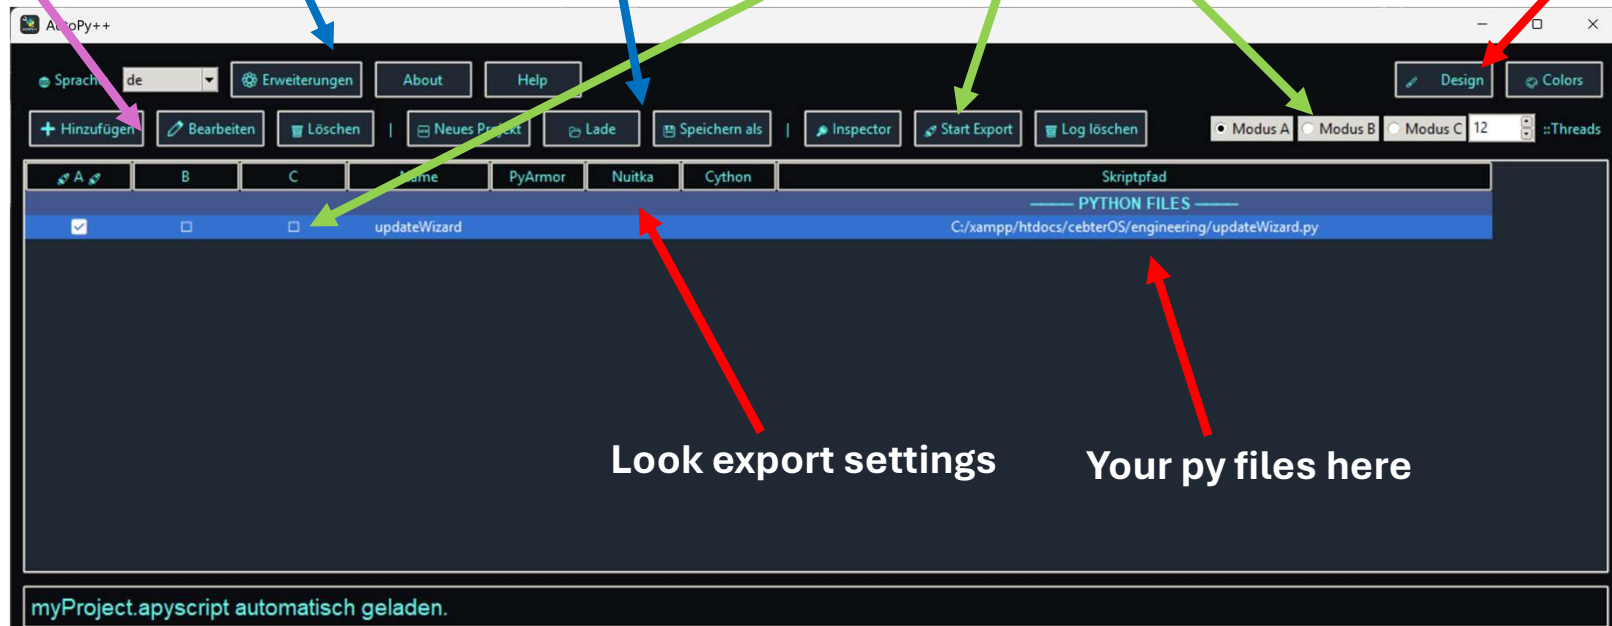 AutoPy++
Sprache de Erweiterungen About Help Design Colors
Hinzufügen Bearbeiten Löschen | Neues Projekt Lade Speichern als | Inspector Start Export Log löschen Modus A Modus B Modus C 12 ::Threads
A B C Name PyArmor Nuitka Cython Skriptpfad
PYTHON FILES
updateWizard C:/xampp/htdocs/cebterOS/engineering/updateWizard.py
Look export settings
Your py files here
myProject.apyscript automatisch geladen.